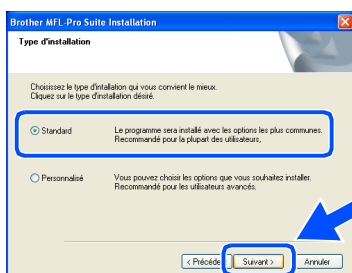 Brother MFL-Pro Suite Installation
Type d'installation
Choisissez le type d'intallation qui vous convient le mieux.
Cliquez sur le type d'installation désiré.
Standard
Le programme sera installé avec les options les plus communes.
Recommandé pour la plupart des utilisateurs,
Personnalisé
Vous pouvez choisir les options que vous souhaitez installer.
Recommandé pour les utilisateurs avancés.
< Précéde Suivant > Annuler